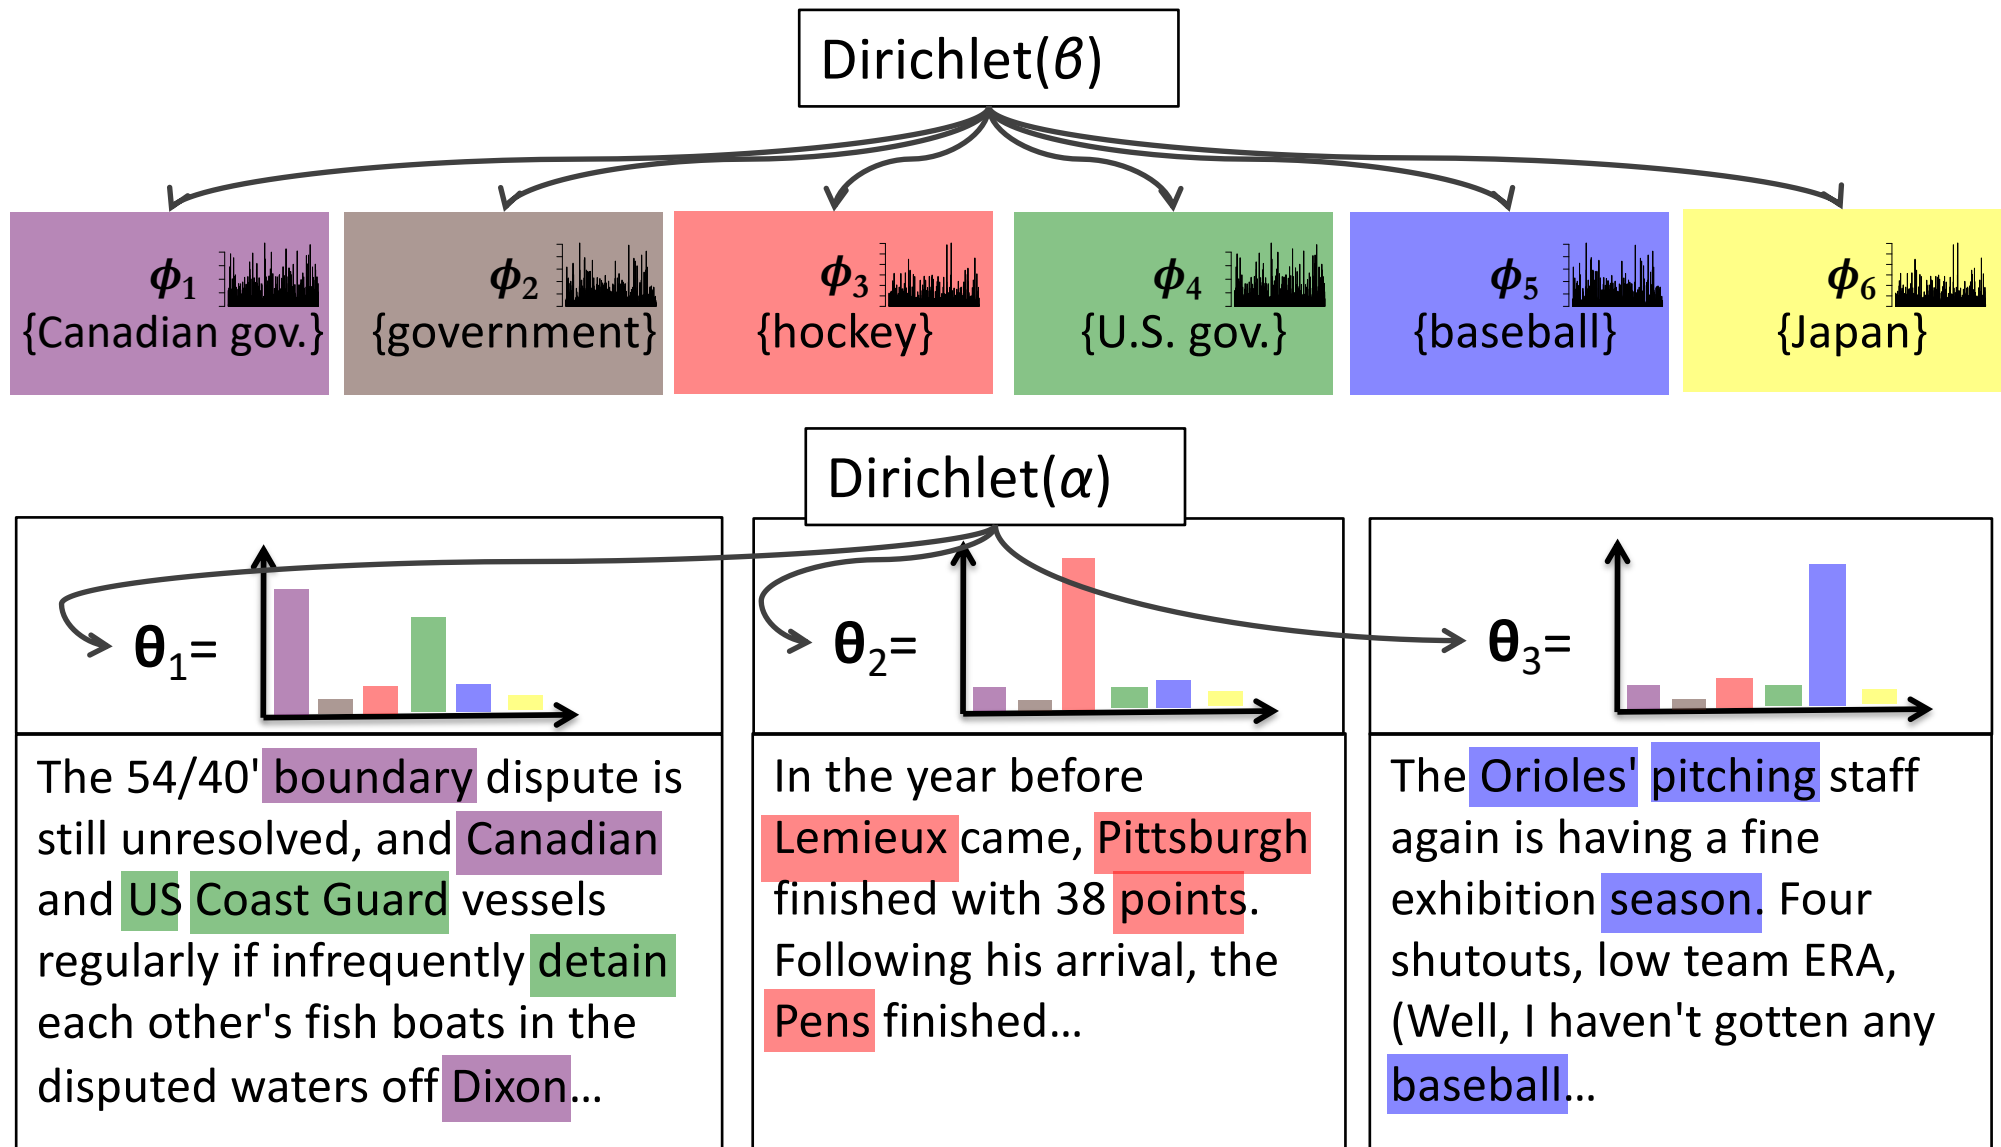 Dirichlet(β)
ϕ1 ϕ2 ϕ3 ϕ4 ϕ5 ϕ6
{Canadian gov.} {government} {hockey} {U.S. gov.} {baseball} {Japan}
Dirichlet(α)
θ1=
The 54/40' boundary dispute is
still unresolved, and Canadian
and US Coast Guard vessels
regularly if infrequently detain
each other's fish boats in the
disputed waters off Dixon…
θ2=
In the year before
Lemieux came, Pittsburgh
finished with 38 points.
Following his arrival, the
Pens finished…
θ3=
The Orioles' pitching staff
again is having a fine
exhibition season. Four
shutouts, low team ERA,
(Well, I haven't gotten any
baseball…